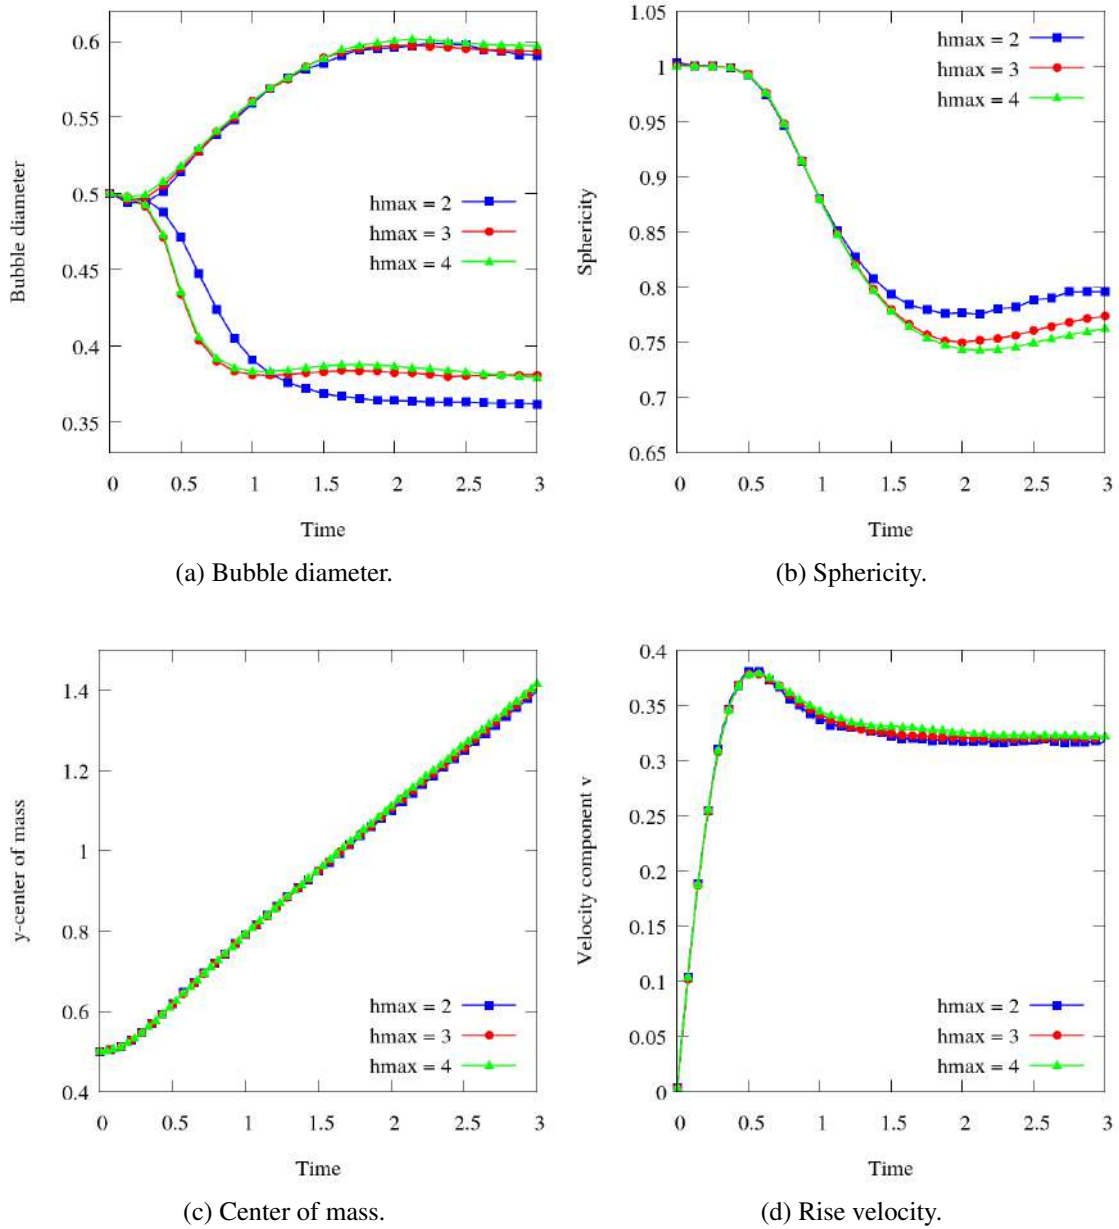 0.6
0.55
0.5
0.45
0.4
0.35
Bubble diameter
hmax = 2
hmax = 3
hmax = 4
0 0.5 1 1.5 2 2.5 3
Time
(a) Bubble diameter.
1.05
1
0.95
0.9
0.85
0.8
0.75
0.7
0.65
Sphericity
hmax = 2
hmax = 3
hmax = 4
0 0.5 1 1.5 2 2.5 3
Time
(b) Sphericity.
1.4
1.2
1
0.8
0.6
0.4
y-center of mass
hmax = 2
hmax = 3
hmax = 4
0 0.5 1 1.5 2 2.5 3
Time
(c) Center of mass.
0.4
0.35
0.3
0.25
0.2
0.15
0.1
0.05
0
Velocity component v
hmax = 2
hmax = 3
hmax = 4
0 0.5 1 1.5 2 2.5 3
Time
(d) Rise velocity.